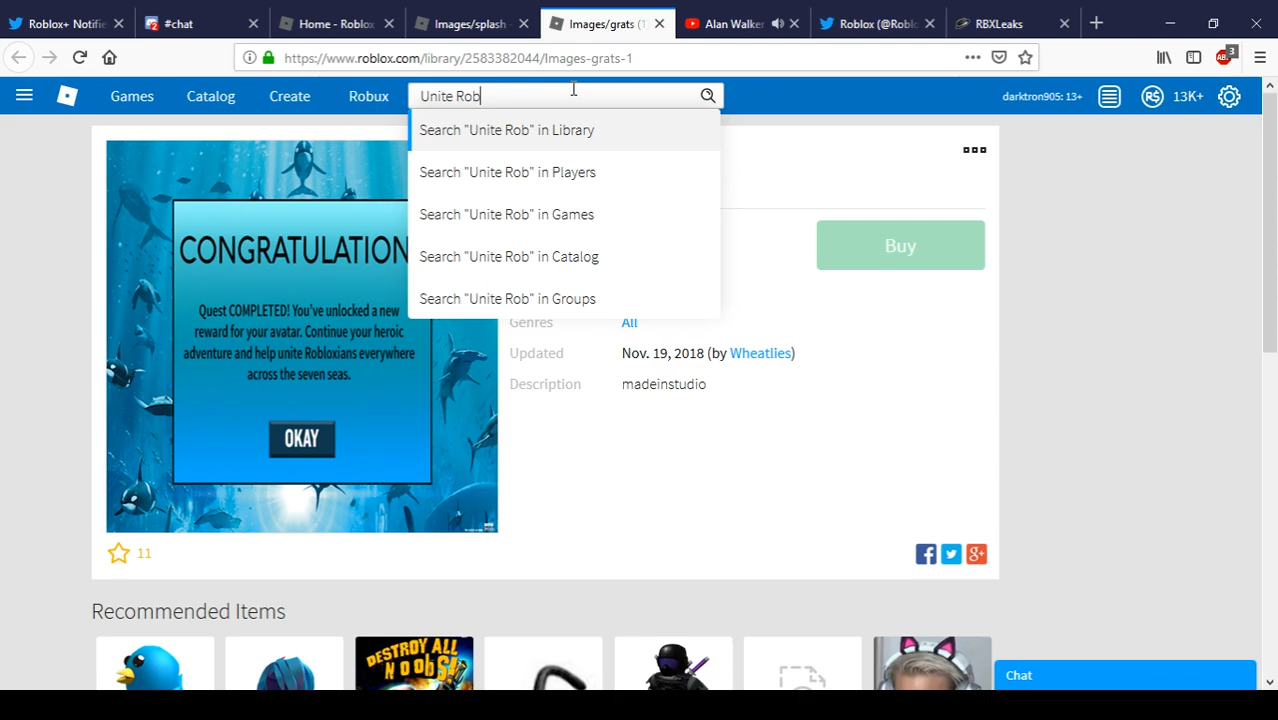 Roblox+ Notifie
#chat
Home - Roblox
Images/splash -
Images/grats (1
Alan Walker
Roblox (@Roblo
RBXLeaks
https://www.roblox.com/library/2583382044/Images-grats-1
3
Games
Catalog
Create
Robux
Unite Rob
darktron905: 13+
13K+
Search "Unite Rob" in Library
Search "Unite Rob" in Players
Search "Unite Rob" in Games
Search "Unite Rob" in Catalog
Search "Unite Rob" in Groups
CONGRATULATION
Quest COMPLETED! You've unlocked a new
reward for your avatar. Continue your heroic
adventure and help unite Robloxians everywhere
across the seven seas.
OKAY
Buy
Genres
All
Updated
Nov. 19, 2018 (by Wheatlies)
Description
madeinstudio
11
Recommended Items
DESTROY ALL
NOOBS!
Chat